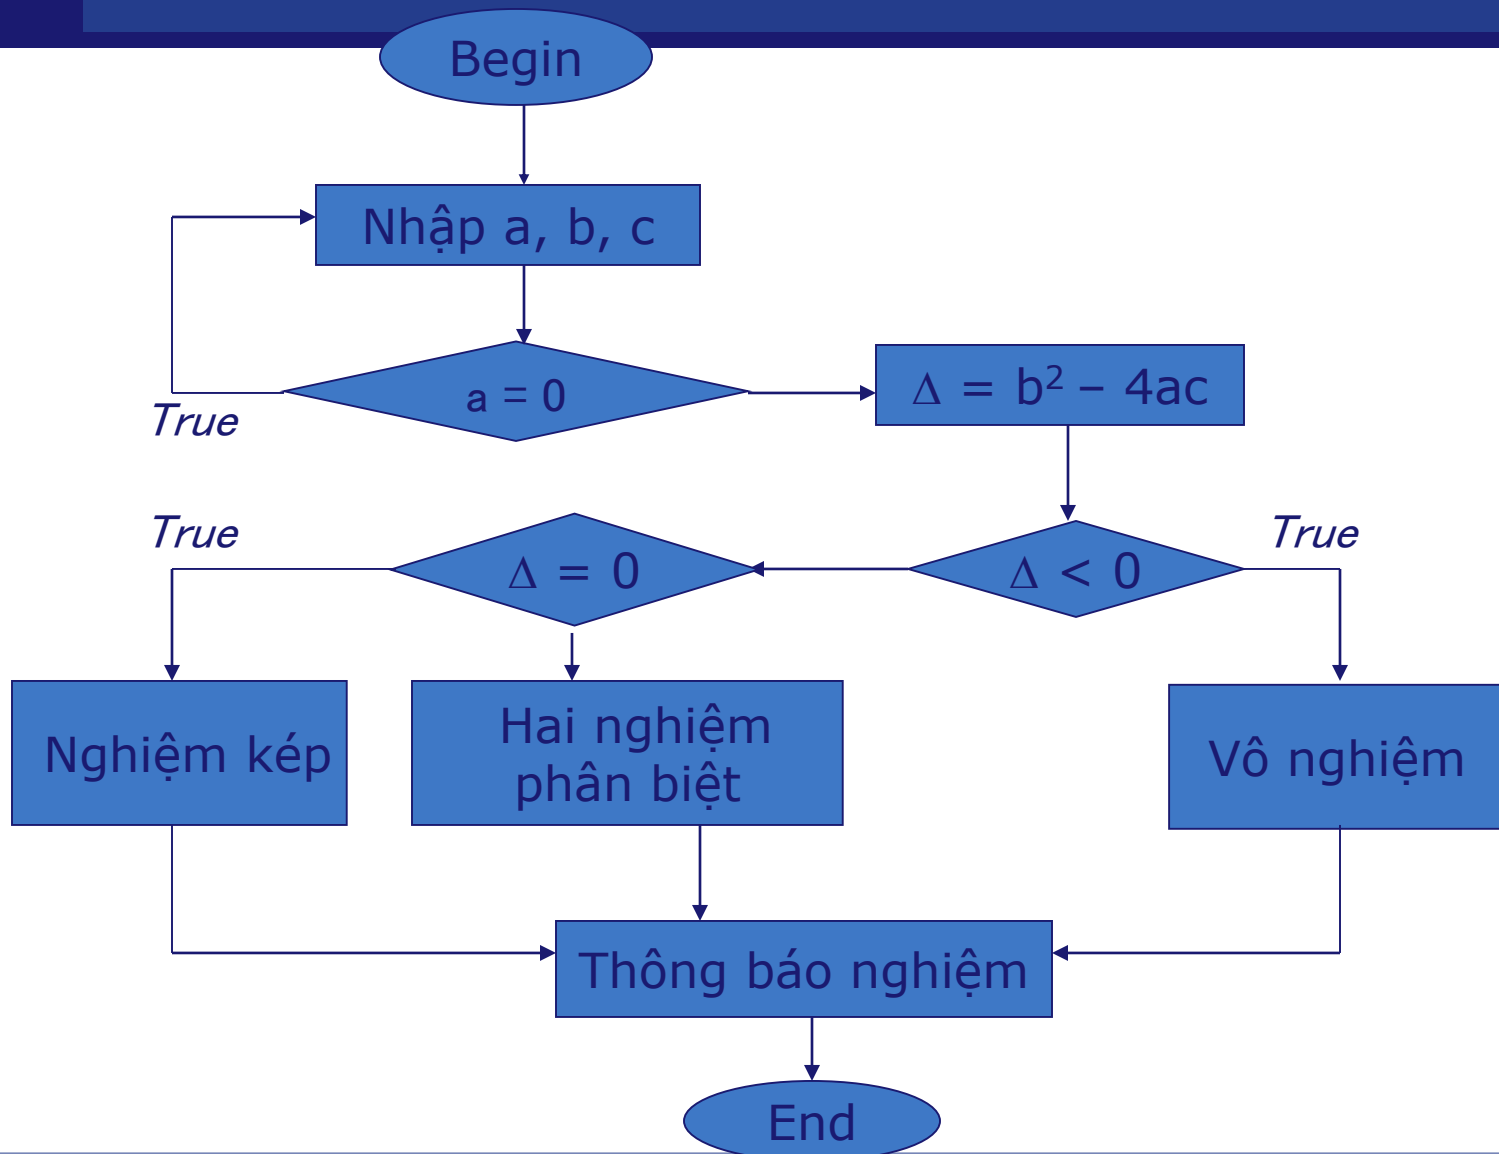 Begin
Nhập a, b, c
a = 0
Δ = b² – 4ac
True
True
Δ = 0
Δ < 0
True
Nghiệm kép
Hai nghiệm
phân biệt
Vô nghiệm
Thông báo nghiệm
End